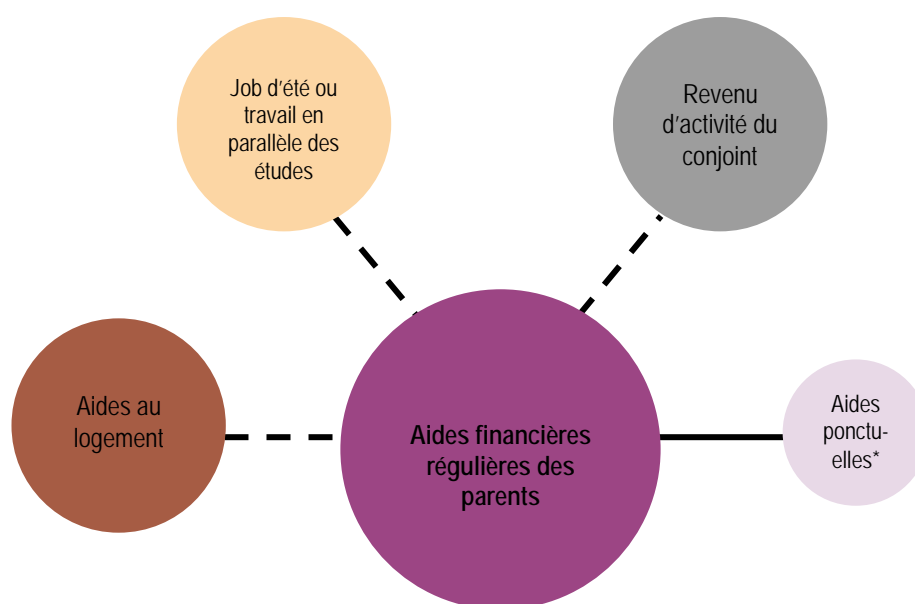 Job d'été ou
travail en
parallèle des
études
Revenu
d'activité du
conjoint
Aides au
logement
Aides financières
régulières des
parents
Aides
ponctu-
elles*